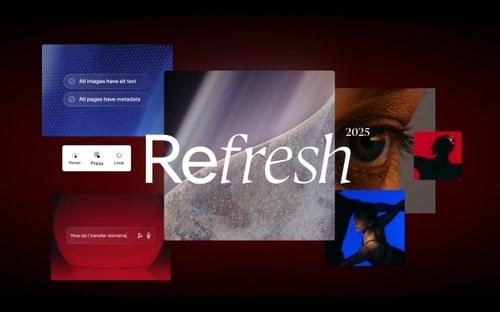 All images have alt text
All pages have metadata
2025
Refresh
Hover
Press
Loop
How do I transfer domains